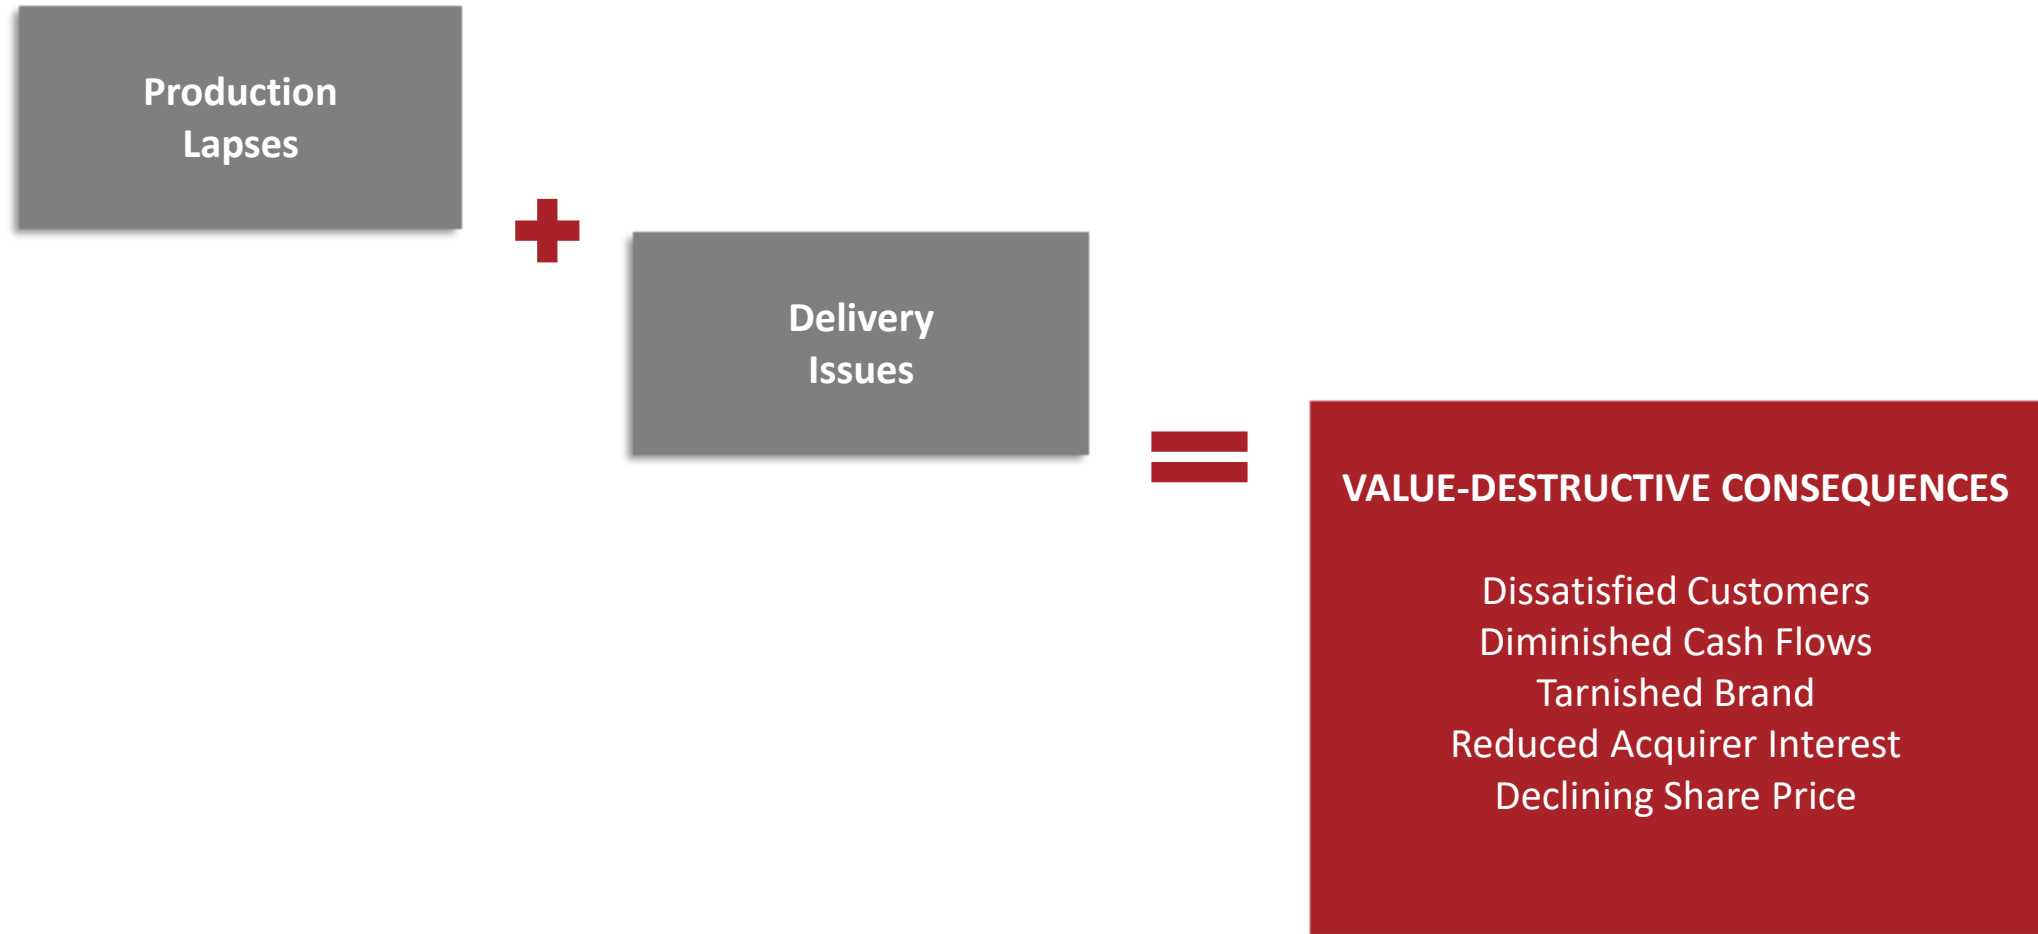 Production
Lapses
Delivery
Issues
VALUE-DESTRUCTIVE CONSEQUENCES
Dissatisfied Customers
Diminished Cash Flows
Tarnished Brand
Reduced Acquirer Interest
Declining Share Price